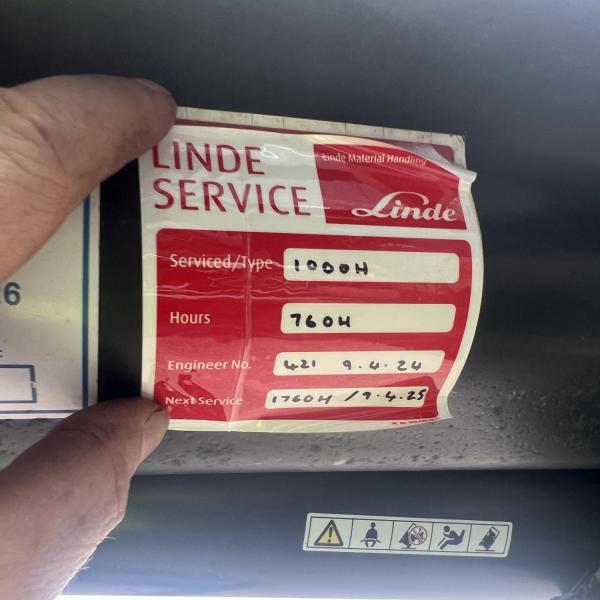 LINDE
SERVICE
Linde Material Handling
Linde
Serviced/Type 1000H
Hours 760H
Engineer No. 421 9.4.24
Next Service 1760H / 9.4.25
26